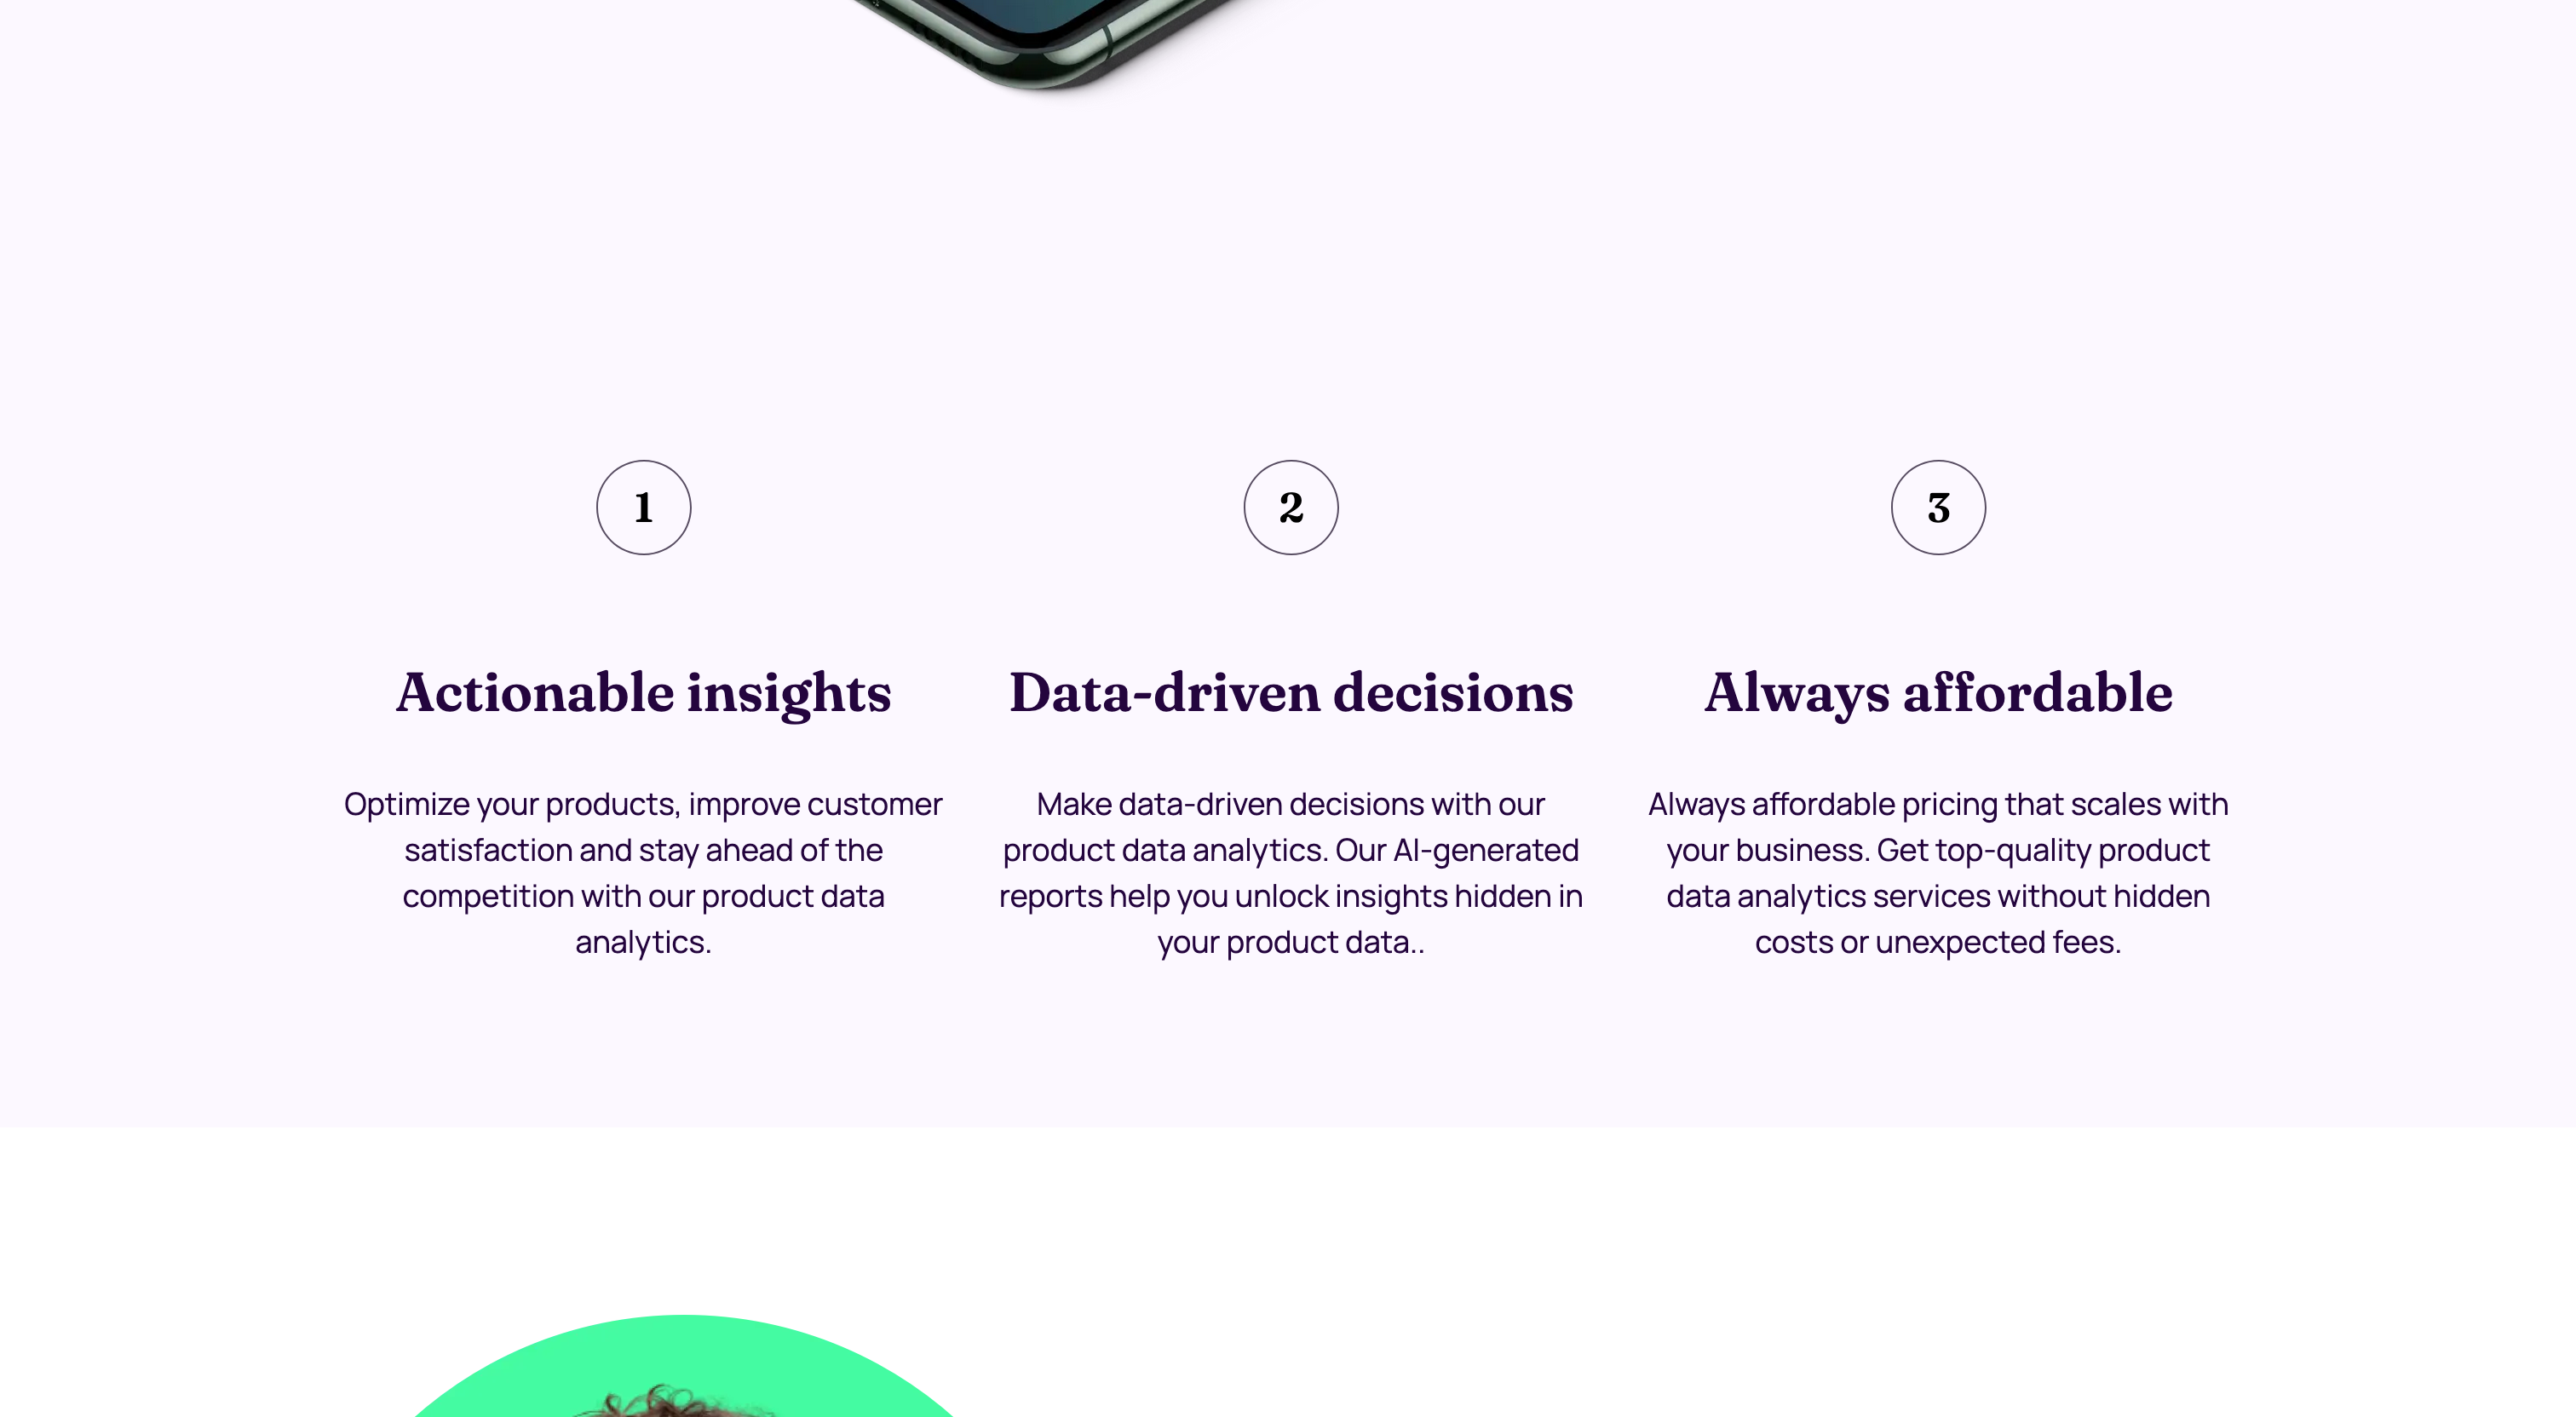 1
2
3
Actionable insights
Data-driven decisions
Always affordable
Optimize your products, improve customer
satisfaction and stay ahead of the
competition with our product data
analytics.
Make data-driven decisions with our
product data analytics. Our AI-generated
reports help you unlock insights hidden in
your product data..
Always affordable pricing that scales with
your business. Get top-quality product
data analytics services without hidden
costs or unexpected fees.